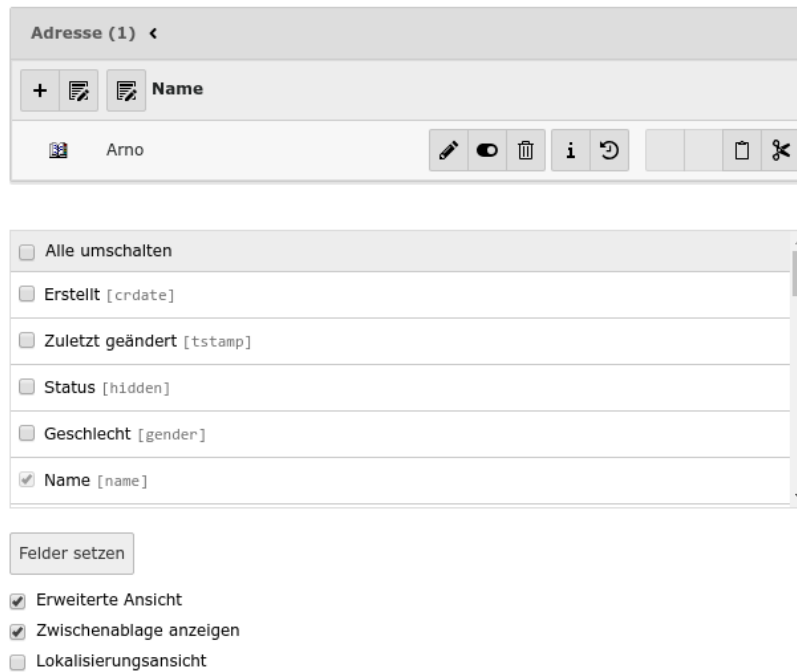 Adresse (1)
Name
Arno
Alle umschalten
Erstellt [crdate]
Zuletzt geändert [tstamp]
Status [hidden]
Geschlecht [gender]
Name [name]
Felder setzen
Erweiterte Ansicht
Zwischenablage anzeigen
Lokalisierungsansicht